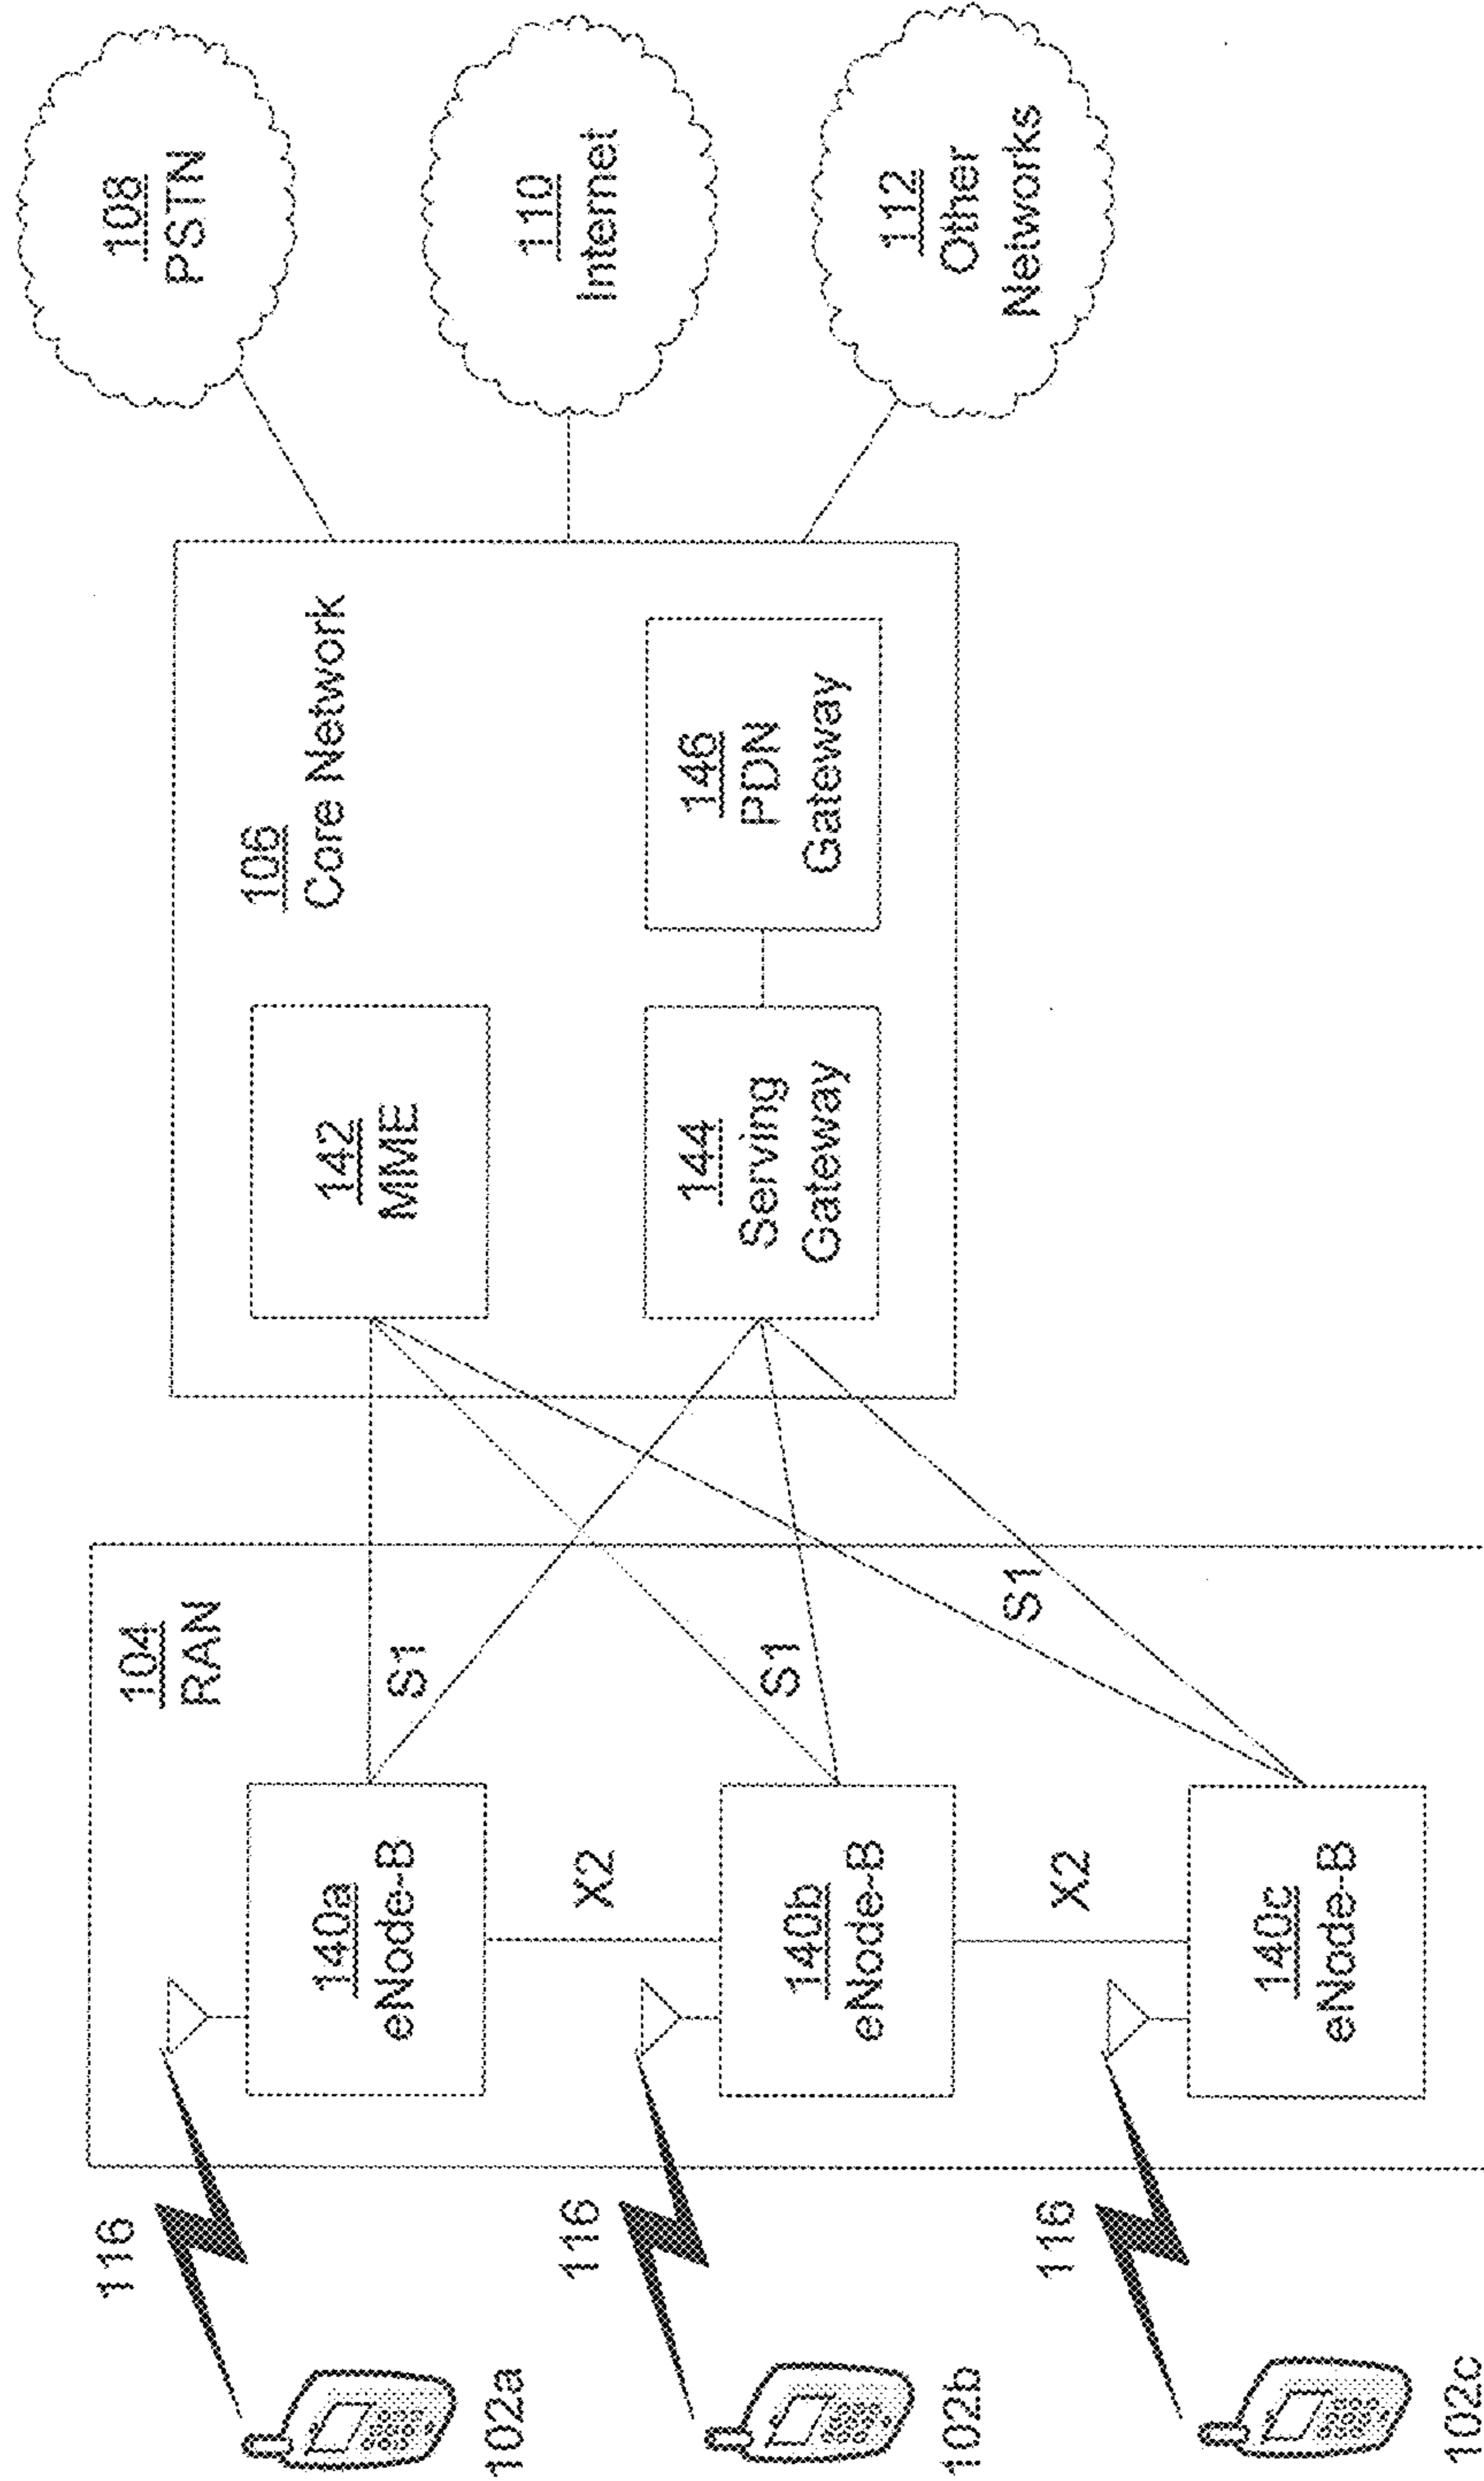 102a
116
104
RAN
140a
eNode-B
S1
X2
102b
116
140b
eNode-B
S1
X2
102c
116
140c
eNode-B
S1
106
Core Network
142
MME
144
Serving
Gateway
146
PDN
Gateway
108
PSTN
110
Internet
112
Other
Networks